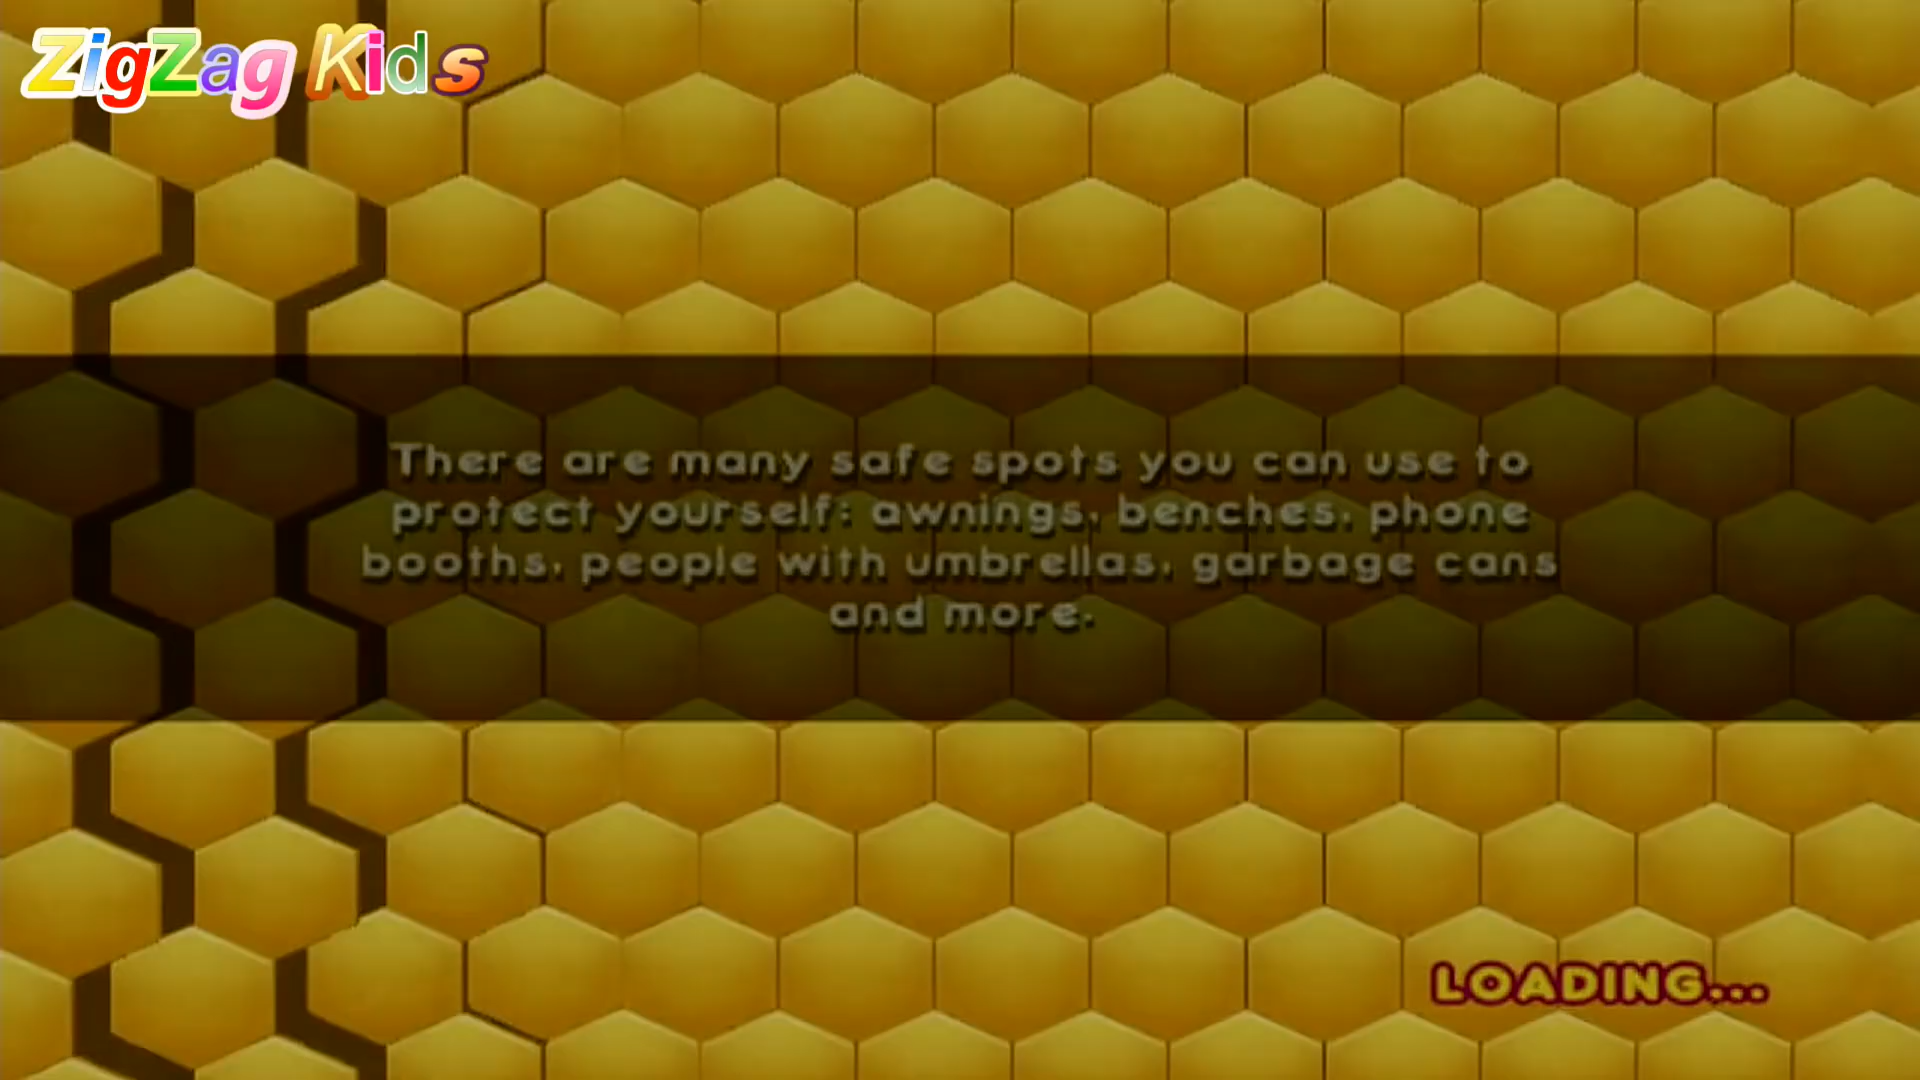 ZigZag Kids
There are many safe spots you can use to
protect yourself: awnings, benches, phone
booths, people with umbrellas, garbage cans
and more.
LOADING...